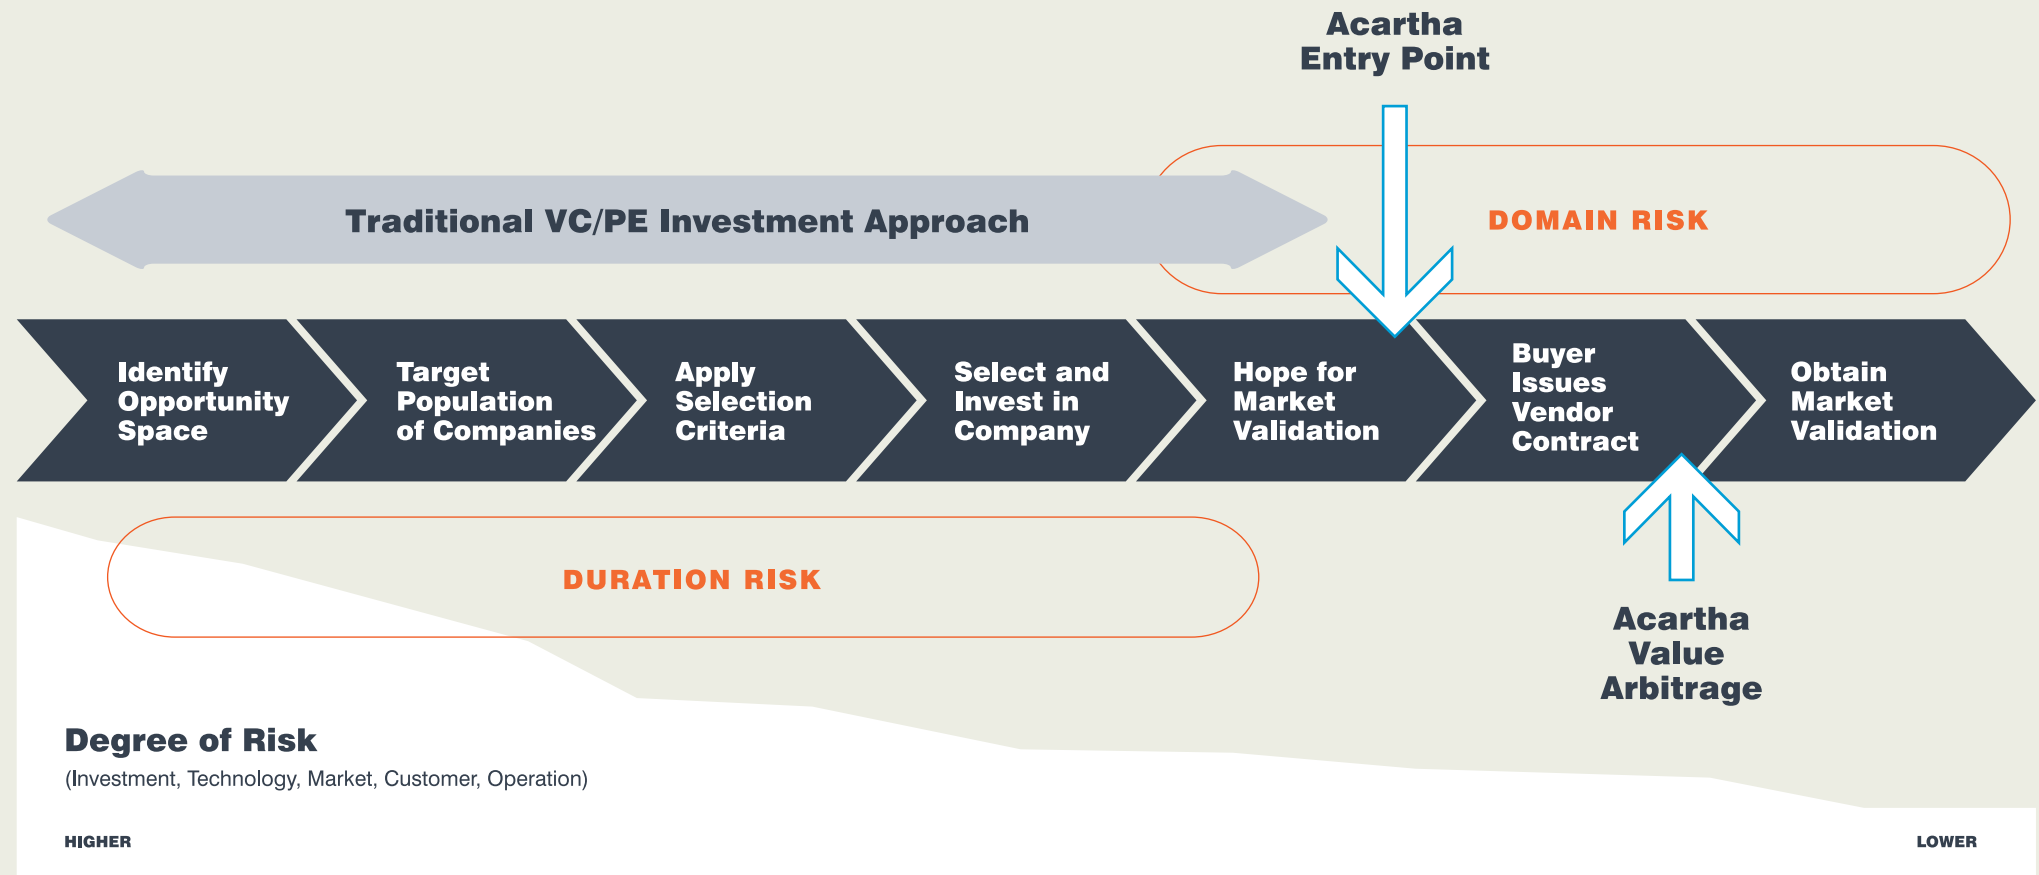 Acartha
Entry Point
Traditional VC/PE Investment Approach
DOMAIN RISK
Identify
Opportunity
Space
Target
Population
of Companies
Apply
Selection
Criteria
Select and
Invest in
Company
Hope for
Market
Validation
Buyer
Issues
Vendor
Contract
Obtain
Market
Validation
DURATION RISK
Acartha
Value
Arbitrage
Degree of Risk
(Investment, Technology, Market, Customer, Operation)
HIGHER
LOWER